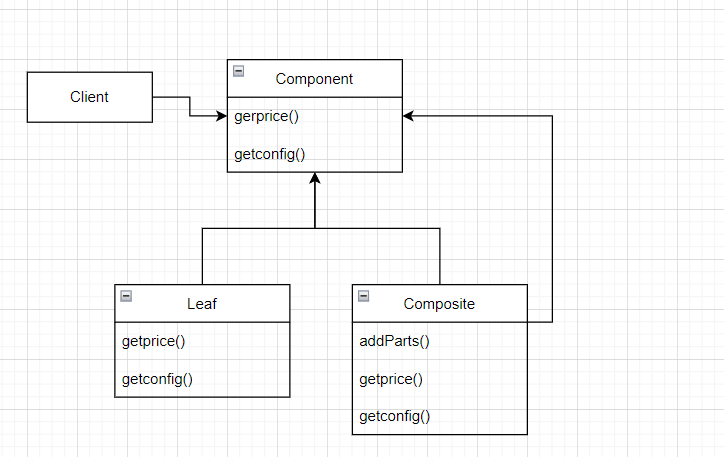 Client
Component
gerprice()
getconfig()
Leaf
getprice()
getconfig()
Composite
addParts()
getprice()
getconfig()